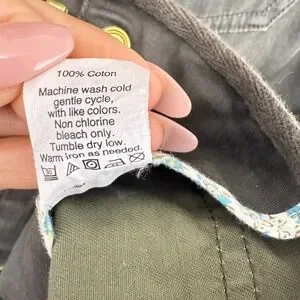 100% Coton
Machine wash cold
gentle cycle,
with like colors.
Non chlorine
bleach only.
Tumble dry low.
Warm iron as needed.